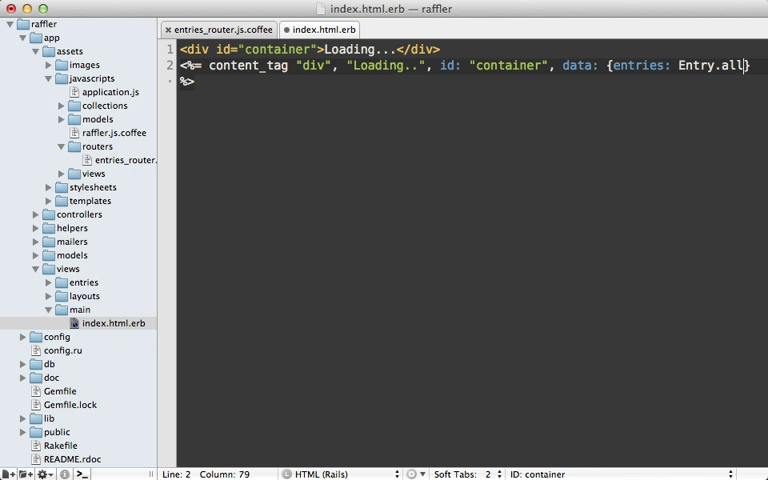 index.html.erb — raffler
raffler
app
assets
images
javascripts
application.js
collections
models
raffler.js.coffee
routers
entries_router.
views
stylesheets
templates
controllers
helpers
mailers
models
views
entries
layouts
main
index.html.erb
config
config.ru
db
doc
Gemfile
Gemfile.lock
lib
public
Rakefile
README.rdoc
entries_router.js.coffee
index.html.erb
1 <div id="container">Loading...</div>
2 <%= content_tag "div", "Loading..", id: "container", data: {entries: Entry.all}
%>
Line: 2 Column: 79
HTML (Rails)
Soft Tabs: 2
ID: container